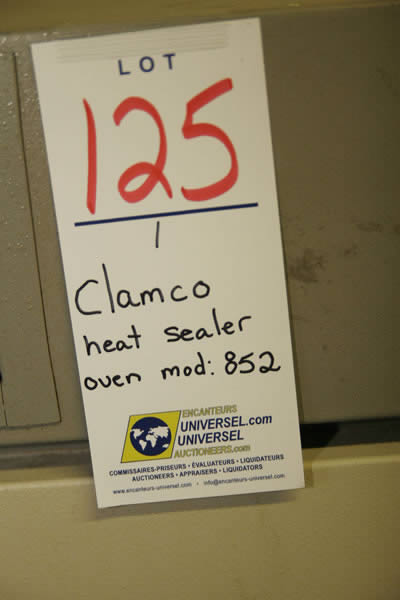 LOT
125
1
Clamco
heat sealer
oven mod: 852
ENCANTEURS
UNIVERSEL.com
UNIVERSEL
AUCTIONEERS.com
COMMISSAIRES-PRISEURS • ÉVALUATEURS • LIQUIDATEURS
AUCTIONEERS • APPRAISERS • LIQUIDATORS
www.encanteurs-universel.com • info@encanteurs-universel.com